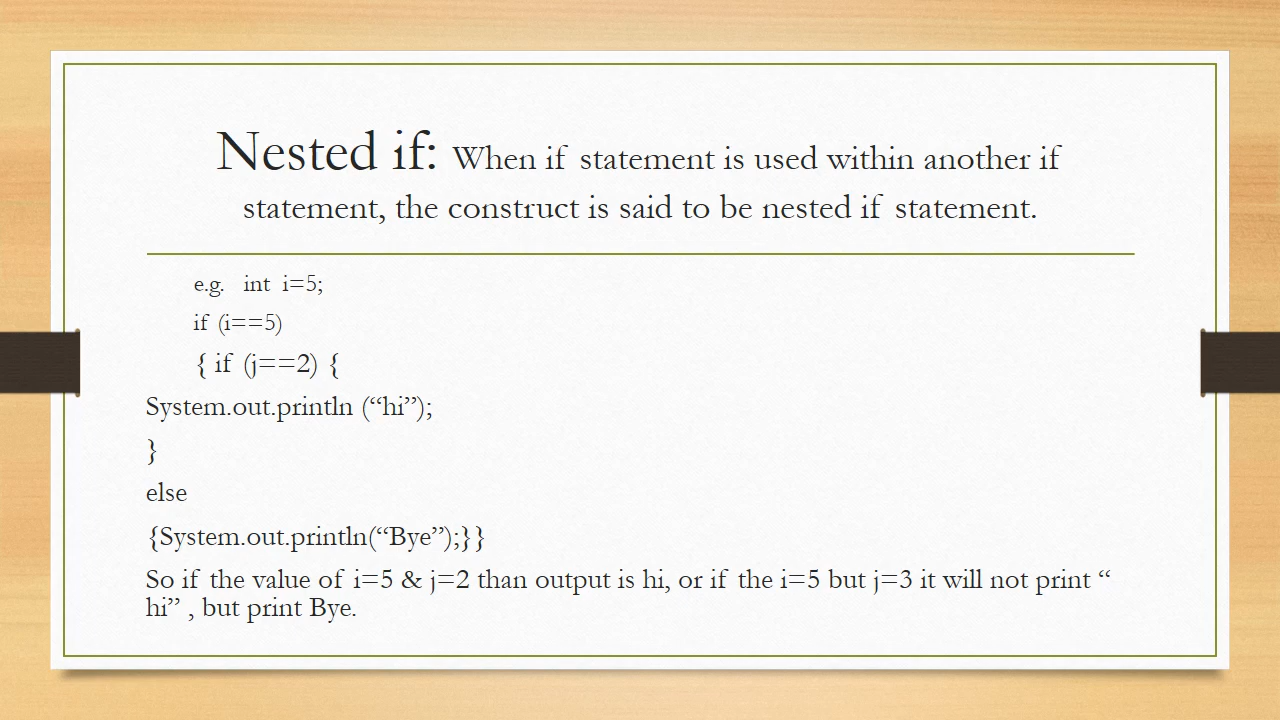 Nested if: When if statement is used within another if
statement, the construct is said to be nested if statement.
e.g. int i=5;
if (i==5)
{ if (j==2) {
System.out.println (“hi”);
}
else
{System.out.println(“Bye”);}}
So if the value of i=5 & j=2 than output is hi, or if the i=5 but j=3 it will not print “
hi” , but print Bye.